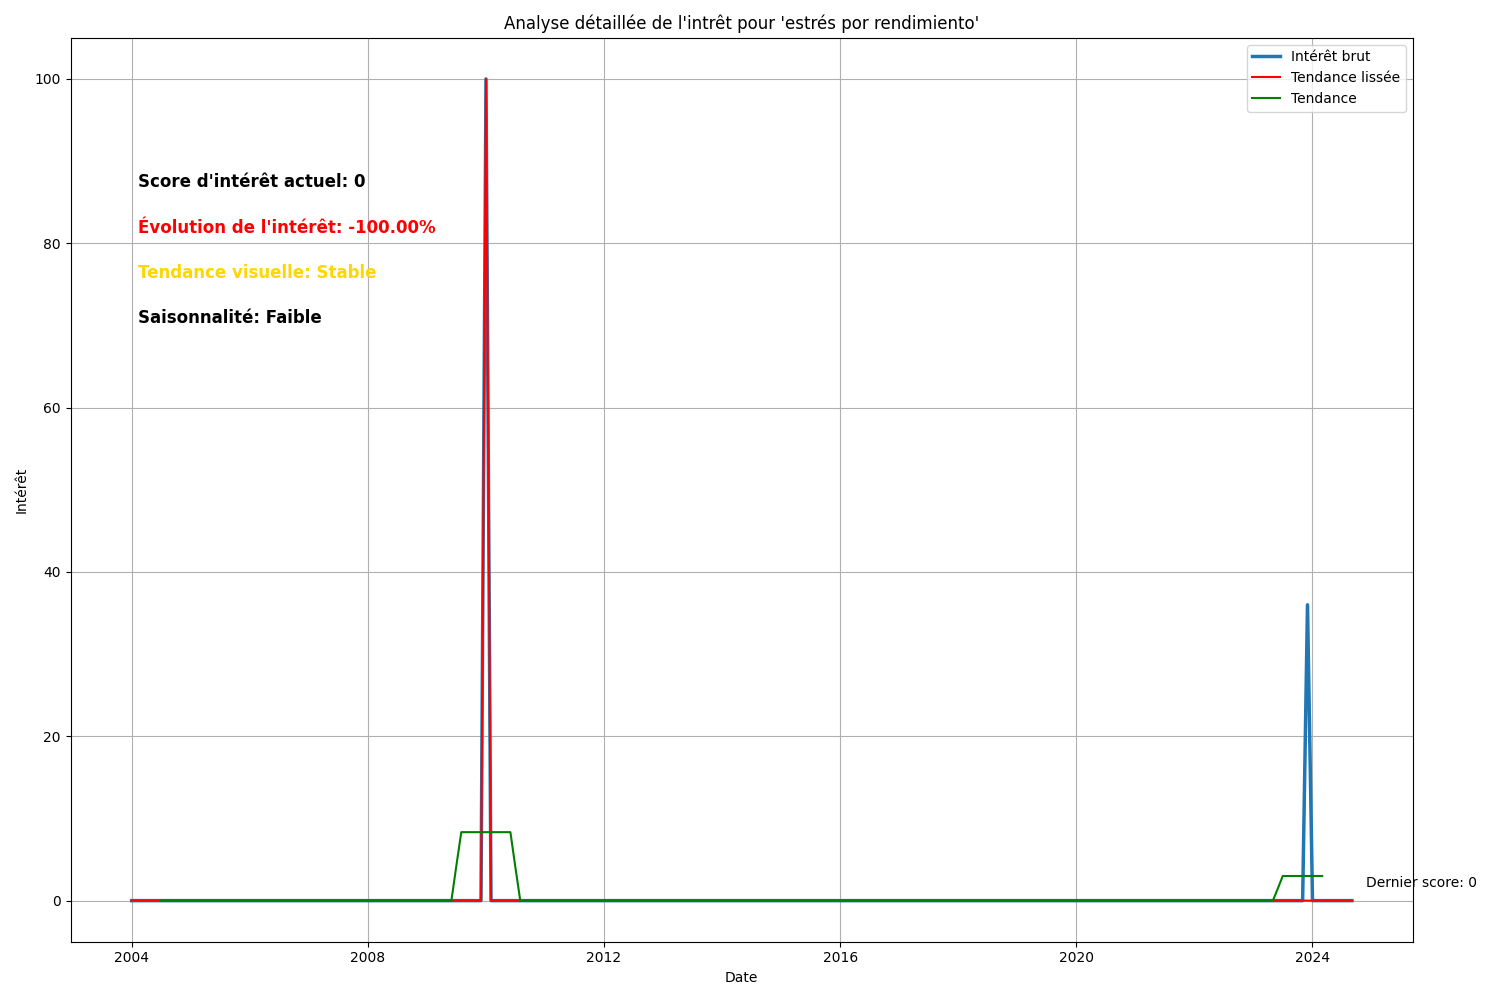 Analyse détaillée de l'intrêt pour 'estrés por rendimiento'
Intérêt brut
Tendance lissée
Tendance
Score d'intérêt actuel: 0
Évolution de l'intérêt: -100.00%
Tendance visuelle: Stable
Saisonnalité: Faible
100
80
60
40
20
0
Intérêt
Dernier score: 0
2004
2008
2012
2016
2020
2024
Date